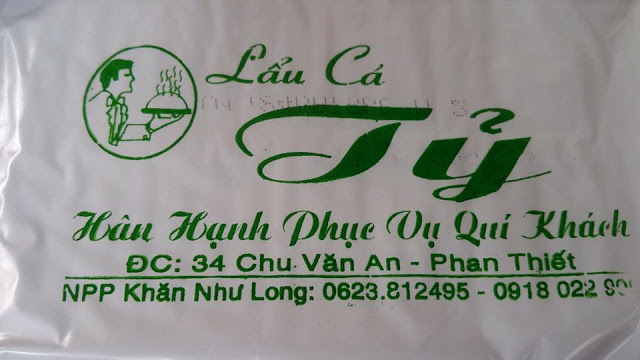 Lẩu Cá
Tỷ
Hân Hạnh Phục Vụ Quí Khách
ĐC: 34 Chu Văn An - Phan Thiết
NPP Khăn Như Long: 0623.812495 - 0918 022